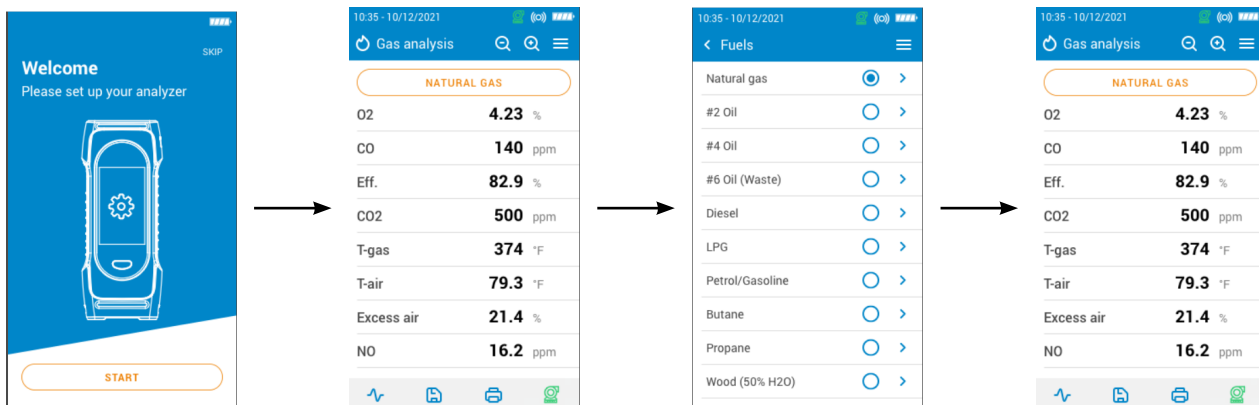 SKIP
Welcome
Please set up your analyzer
START
10:35 - 10/12/2021
Gas analysis
NATURAL GAS
O2 4.23 %
CO 140 ppm
Eff. 82.9 %
CO2 500 ppm
T-gas 374 °F
T-air 79.3 °F
Excess air 21.4 %
NO 16.2 ppm
10:35 - 10/12/2021
Fuels
Natural gas
#2 Oil
#4 Oil
#6 Oil (Waste)
Diesel
LPG
Petrol/Gasoline
Butane
Propane
Wood (50% H2O)
10:35 - 10/12/2021
Gas analysis
NATURAL GAS
O2 4.23 %
CO 140 ppm
Eff. 82.9 %
CO2 500 ppm
T-gas 374 °F
T-air 79.3 °F
Excess air 21.4 %
NO 16.2 ppm